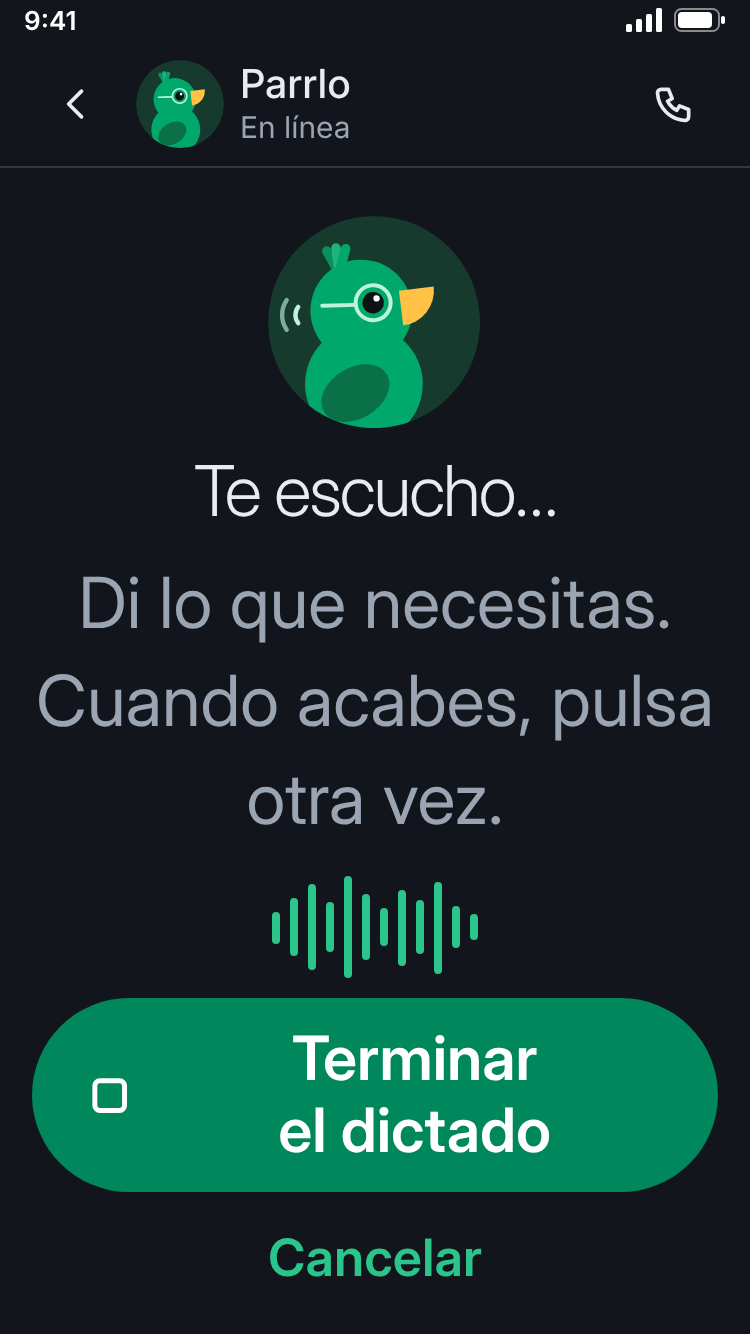 9:41
Parrlo
En línea
Te escucho...
Di lo que necesitas.
Cuando acabes, pulsa
otra vez.
Terminar
el dictado
Cancelar